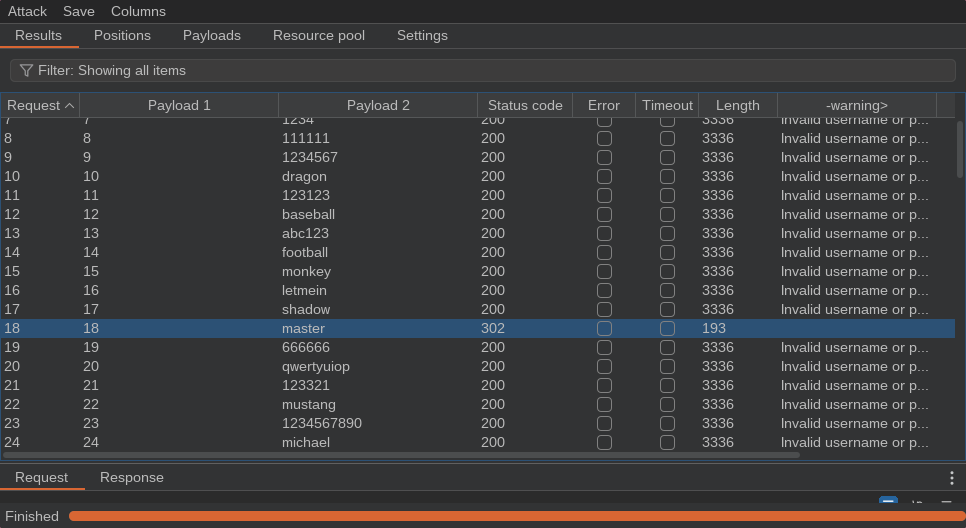 Attack Save Columns
Results Positions Payloads Resource pool Settings
Filter: Showing all items
Request Payload 1 Payload 2 Status code Error Timeout Length -warning>
7 7 1234 200 3336 Invalid username or p...
8 8 111111 200 3336 Invalid username or p...
9 9 1234567 200 3336 Invalid username or p...
10 10 dragon 200 3336 Invalid username or p...
11 11 123123 200 3336 Invalid username or p...
12 12 baseball 200 3336 Invalid username or p...
13 13 abc123 200 3336 Invalid username or p...
14 14 football 200 3336 Invalid username or p...
15 15 monkey 200 3336 Invalid username or p...
16 16 letmein 200 3336 Invalid username or p...
17 17 shadow 200 3336 Invalid username or p...
18 18 master 302 193
19 19 666666 200 3336 Invalid username or p...
20 20 qwertyuiop 200 3336 Invalid username or p...
21 21 123321 200 3336 Invalid username or p...
22 22 mustang 200 3336 Invalid username or p...
23 23 1234567890 200 3336 Invalid username or p...
24 24 michael 200 3336 Invalid username or p...
Request Response
Finished